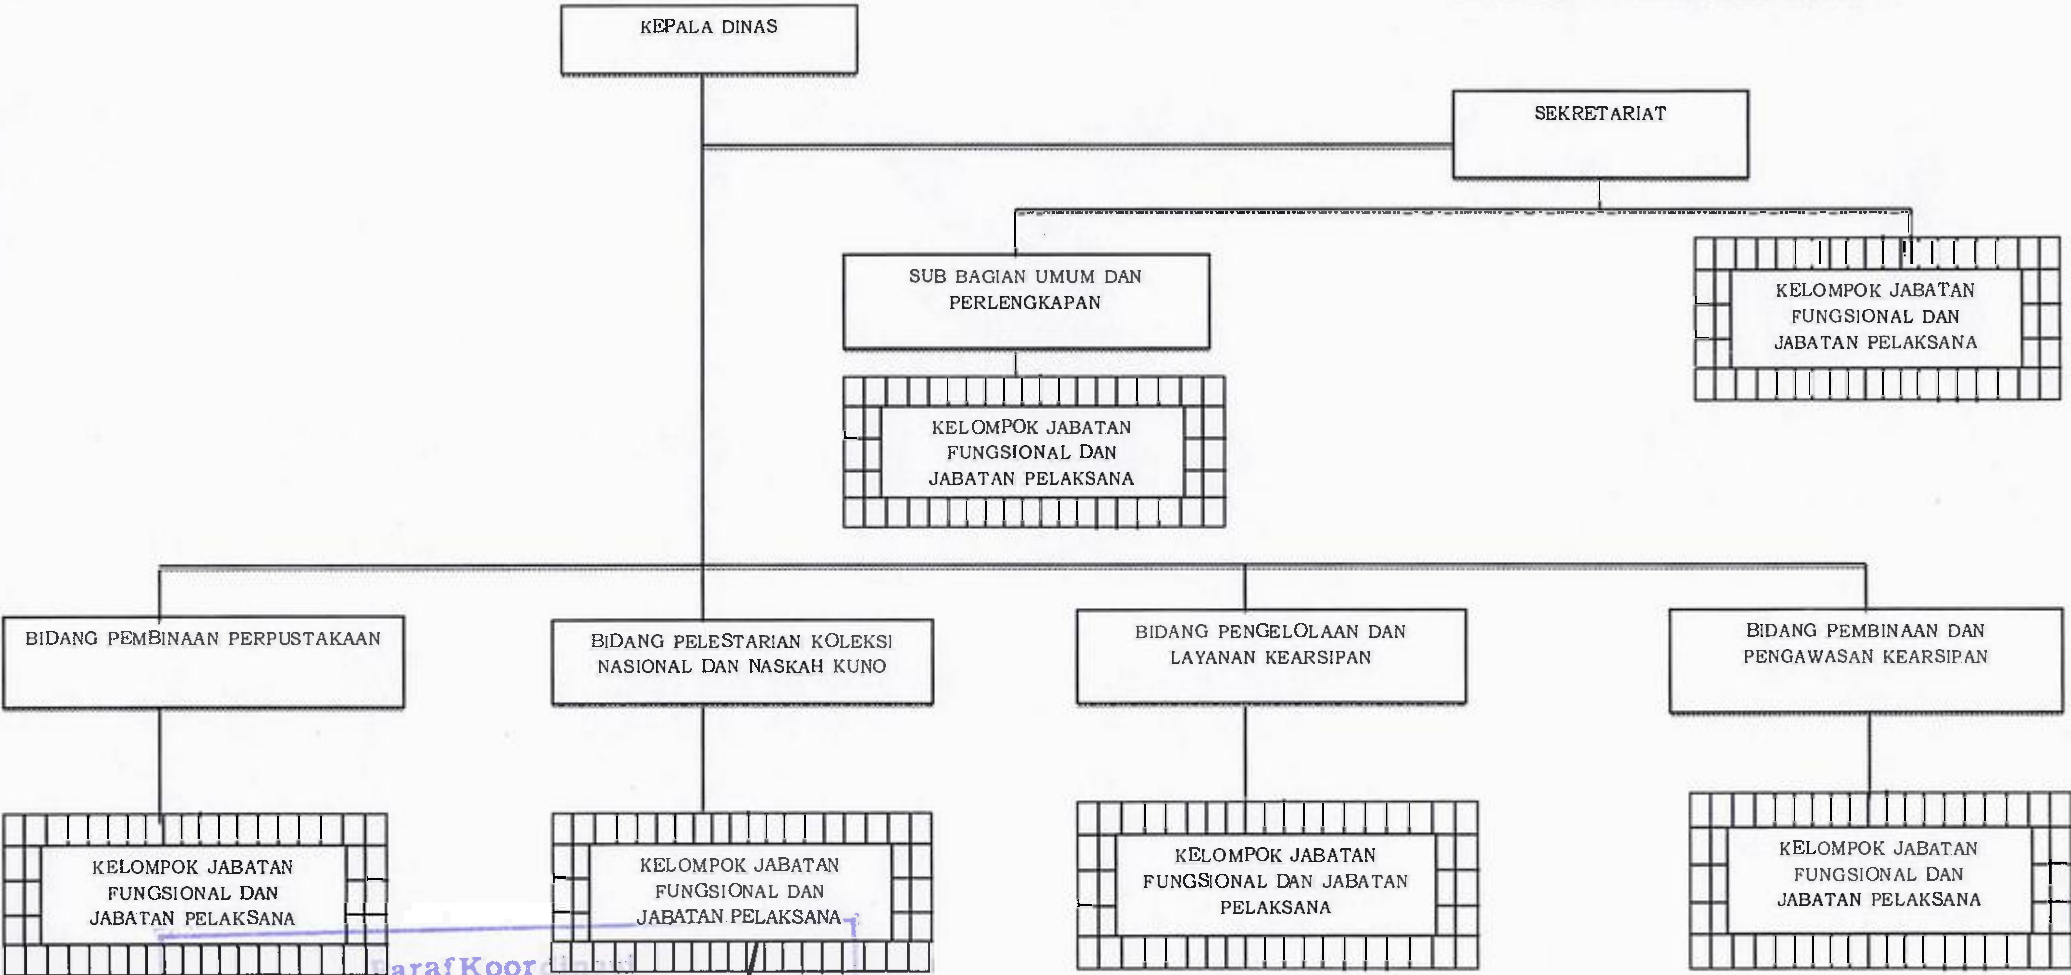 KEPALA DINAS
SEKRETARIAT
SUB BAGIAN UMUM DAN
PERLENGKAPAN
KELOMPOK JABATAN
FUNGSIONAL DAN
JABATAN PELAKSANA
KELOMPOK JABATAN
FUNGSIONAL DAN
JABATAN PELAKSANA
BIDANG PEMBINAAN PERPUSTAKAAN
BIDANG PELESTARIAN KOLEKSI
NASIONAL DAN NASKAH KUNO
BIDANG PENGELOLAAN DAN
LAYANAN KEARSIPAN
BIDANG PEMBINAAN DAN
PENGAWASAN KEARSIPAN
KELOMPOK JABATAN
FUNGSIONAL DAN
JABATAN PELAKSANA
KELOMPOK JABATAN
FUNGSIONAL DAN
JABATAN PELAKSANA
KELOMPOK JABATAN
FUNGSIONAL DAN JABATAN
PELAKSANA
KELOMPOK JABATAN
FUNGSIONAL DAN
JABATAN PELAKSANA